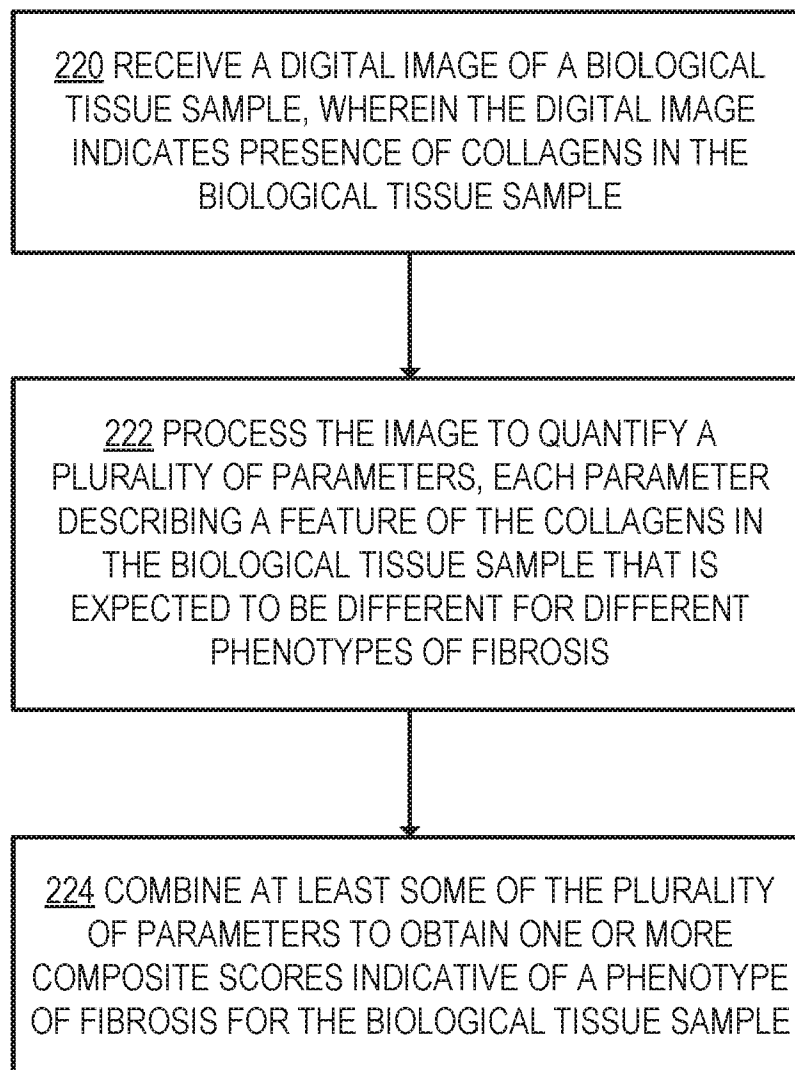 220 RECEIVE A DIGITAL IMAGE OF A BIOLOGICAL
TISSUE SAMPLE, WHEREIN THE DIGITAL IMAGE
INDICATES PRESENCE OF COLLAGENS IN THE
BIOLOGICAL TISSUE SAMPLE
222 PROCESS THE IMAGE TO QUANTIFY A
PLURALITY OF PARAMETERS, EACH PARAMETER
DESCRIBING A FEATURE OF THE COLLAGENS IN
THE BIOLOGICAL TISSUE SAMPLE THAT IS
EXPECTED TO BE DIFFERENT FOR DIFFERENT
PHENOTYPES OF FIBROSIS
224 COMBINE AT LEAST SOME OF THE PLURALITY
OF PARAMETERS TO OBTAIN ONE OR MORE
COMPOSITE SCORES INDICATIVE OF A PHENOTYPE
OF FIBROSIS FOR THE BIOLOGICAL TISSUE SAMPLE